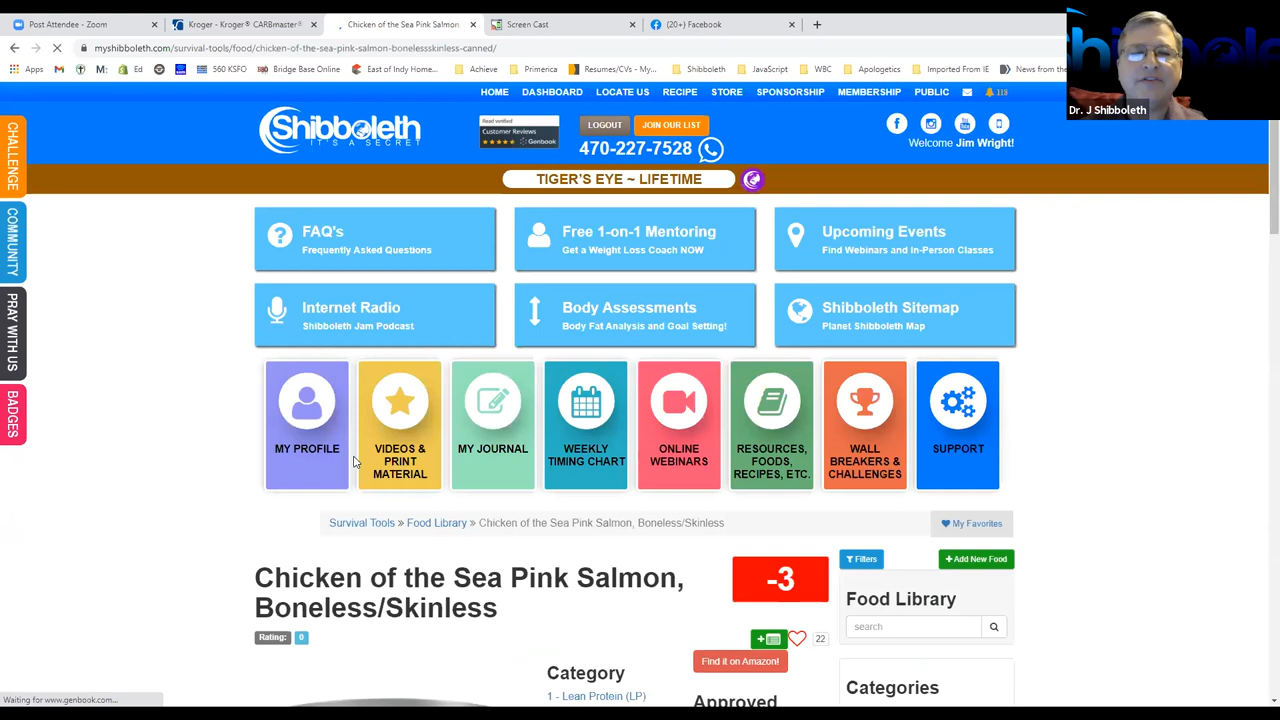 Post Attendee - Zoom
Kroger - Kroger® CARBmaster®
Chicken of the Sea Pink Salmon
Screen Cast
(20+) Facebook
myshibboleth.com/survival-tools/food/chicken-of-the-sea-pink-salmon-bonelessskinless-canned/
Apps
M:
Ed
560 KSFO
Bridge Base Online
East of Indy Home...
Achieve
Primerica
Resumes/CVs - My...
Shibboleth
JavaScript
WBC
Apologetics
Imported From IE
News from the
Dr. J Shibboleth
HOME
DASHBOARD
LOCATE US
RECIPE
STORE
SPONSORSHIP
MEMBERSHIP
PUBLIC
118
Shibboleth
IT'S A SECRET
Read verified
Customer Reviews
Genbook
LOGOUT
JOIN OUR LIST
470-227-7528
Welcome Jim Wright!
TIGER'S EYE ~ LIFETIME
CHALLENGE
COMMUNITY
PRAY WITH US
BADGES
FAQ's
Frequently Asked Questions
Free 1-on-1 Mentoring
Get a Weight Loss Coach NOW
Upcoming Events
Find Webinars and In-Person Classes
Internet Radio
Shibboleth Jam Podcast
Body Assessments
Body Fat Analysis and Goal Setting!
Shibboleth Sitemap
Planet Shibboleth Map
MY PROFILE
VIDEOS &
PRINT
MATERIAL
MY JOURNAL
WEEKLY
TIMING CHART
ONLINE
WEBINARS
RESOURCES,
FOODS,
RECIPES, ETC.
WALL
BREAKERS &
CHALLENGES
SUPPORT
Survival Tools » Food Library » Chicken of the Sea Pink Salmon, Boneless/Skinless
My Favorites
Chicken of the Sea Pink Salmon,
Boneless/Skinless
-3
Filters
+ Add New Food
Food Library
search
Rating: 0
+
22
Find it on Amazon!
Category
1 - Lean Protein (LP)
Approved
Categories
Waiting for www.genbook.com...